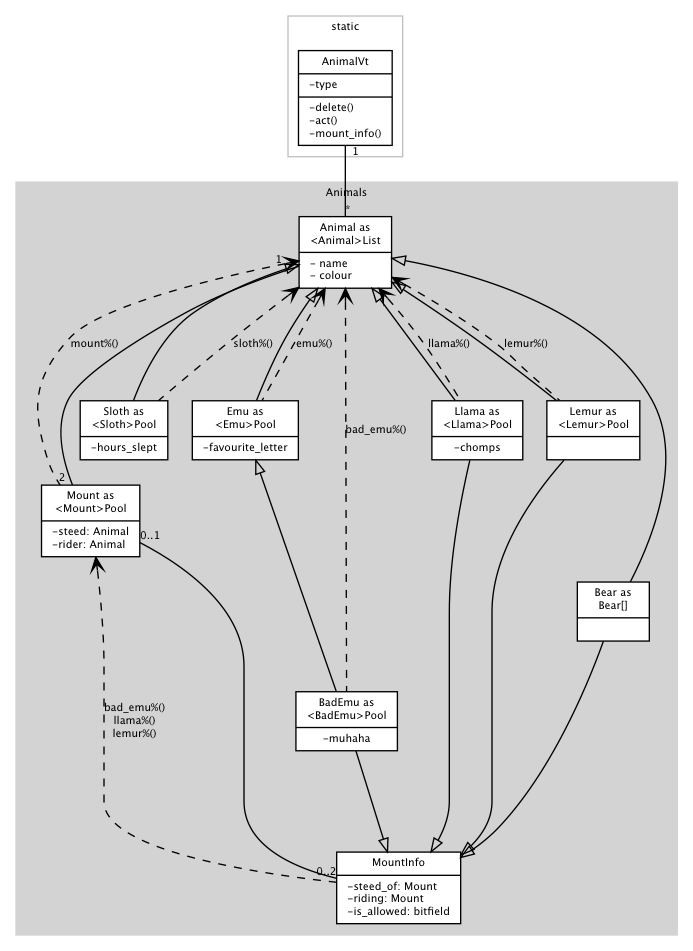 static
AnimalVt
-type
-delete()
-act()
-mount_info()
1
Animals
*
Animal as
<Animal>List
- name
- colour
1
mount%()
sloth%()
emu%()
llama%()
lemur%()
Sloth as
<Sloth>Pool
-hours_slept
Emu as
<Emu>Pool
-favourite_letter
bad_emu%()
Llama as
<Llama>Pool
-chomps
Lemur as
<Lemur>Pool
2
Mount as
<Mount>Pool
-steed: Animal
-rider: Animal
0..1
Bear as
Bear[]
bad_emu%()
llama%()
lemur%()
BadEmu as
<BadEmu>Pool
-muhaha
0..2
MountInfo
-steed_of: Mount
-riding: Mount
-is_allowed: bitfield